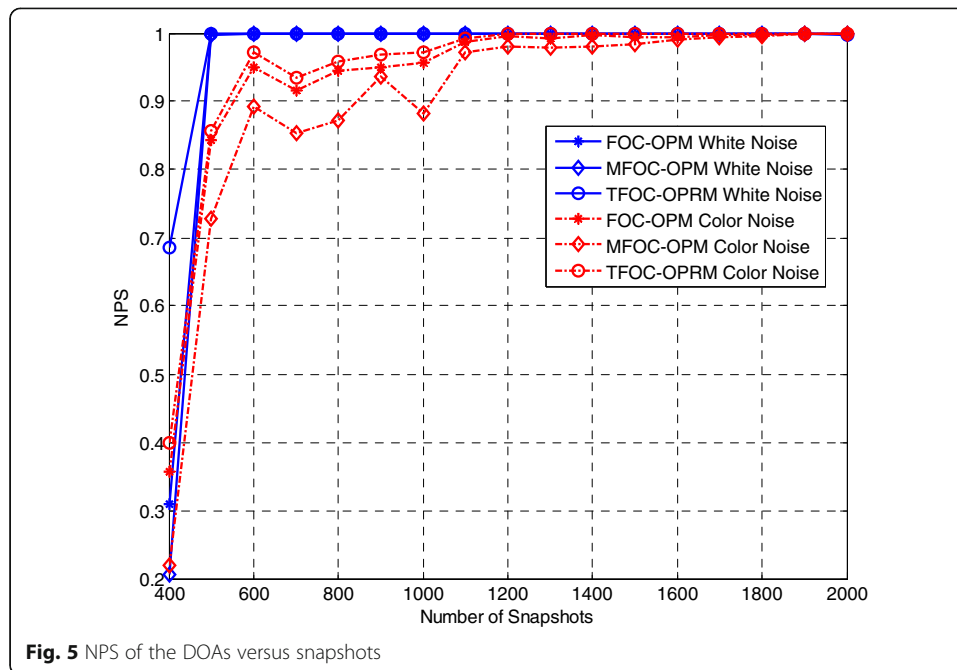 1
0.9
0.8
0.7
0.6
0.5
0.4
0.3
0.2
NPS
FOC-OPM White Noise
MFOC-OPM White Noise
TFOC-OPRM White Noise
FOC-OPM Color Noise
MFOC-OPM Color Noise
TFOC-OPRM Color Noise
400 600 800 1000 1200 1400 1600 1800 2000
Number of Snapshots
Fig. 5 NPS of the DOAs versus snapshots